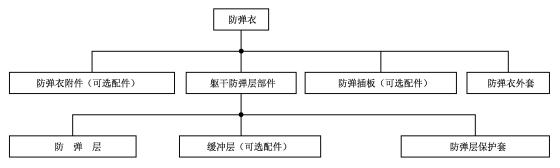 防弹衣
防弹衣附件（可选配件）
躯干防弹层部件
防弹插板（可选配件）
防弹衣外套
防 弹 层
缓冲层（可选配件）
防弹层保护套